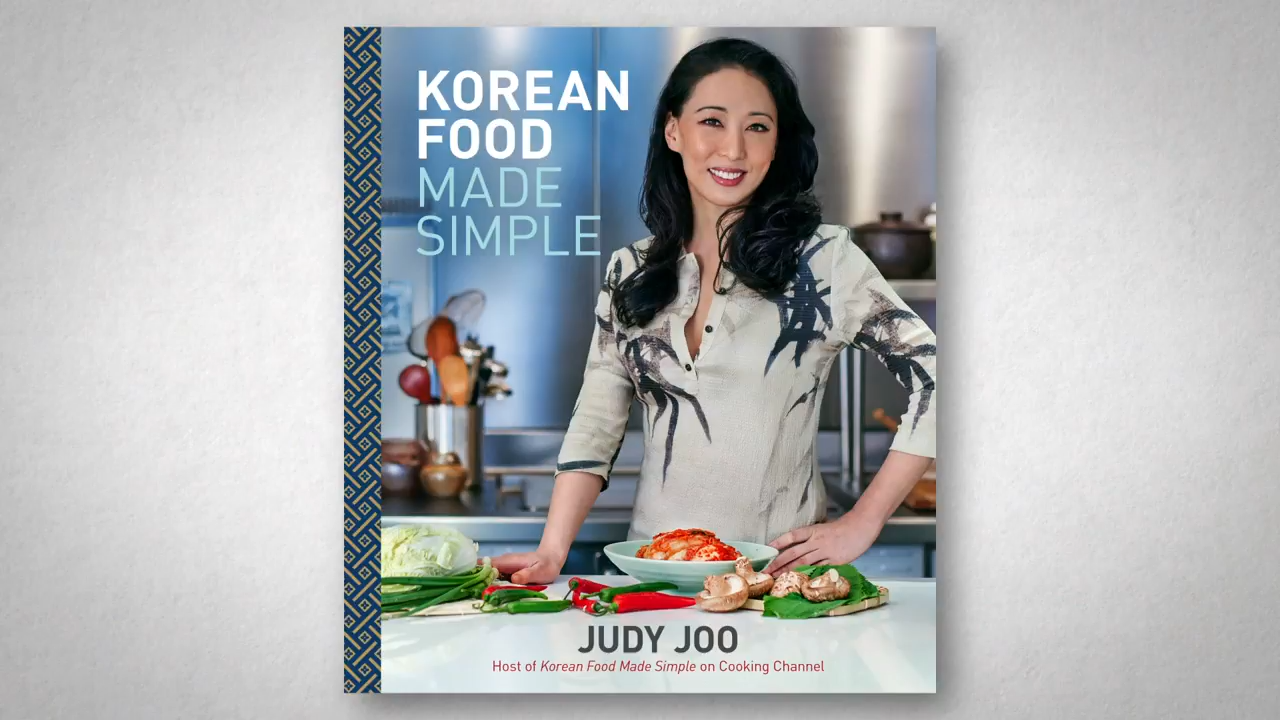 KOREAN
FOOD
MADE
SIMPLE
JUDY JOO
Host of Korean Food Made Simple on Cooking Channel